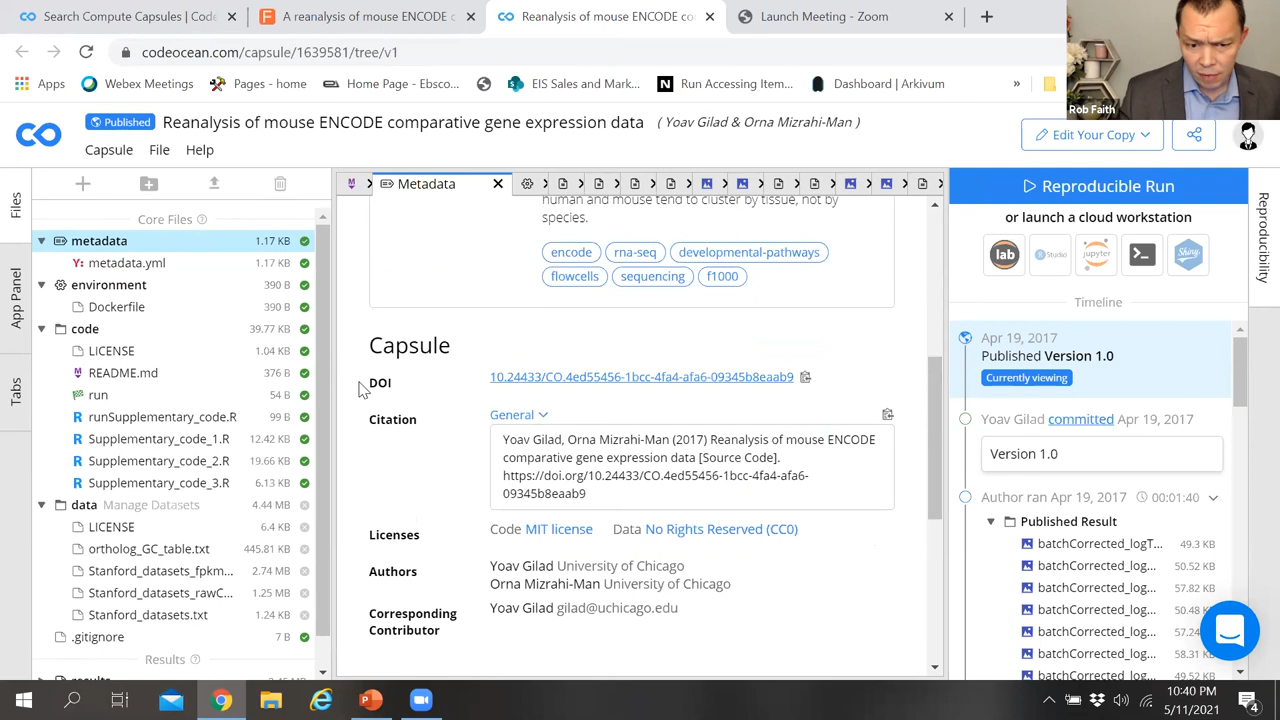 Search Compute Capsules | Code
A reanalysis of mouse ENCODE c
Reanalysis of mouse ENCODE co
Launch Meeting - Zoom
codeocean.com/capsule/1639581/tree/v1
Apps
Webex Meetings
Pages - home
Home Page - Ebsco...
EIS Sales and Mark...
Running Accessing Item...
Dashboard | Arkivum
»
Rob Faith
Published
Reanalysis of mouse ENCODE comparative gene expression data
( Yoav Gilad & Orna Mizrahi-Man )
Capsule
File
Help
Edit Your Copy
Files
App Panel
Tabs
Core Files
metadata 1.17 KB
metadata.yml 1.17 KB
environment 390 B
Dockerfile 390 B
code 39.77 KB
LICENSE 1.04 KB
README.md 376 B
run 54 B
runSupplementary_code.R 99 B
Supplementary_code_1.R 12.42 KB
Supplementary_code_2.R 19.66 KB
Supplementary_code_3.R 6.13 KB
data Manage Datasets 4.44 MB
LICENSE 6.4 KB
ortholog_GC_table.txt 445.81 KB
Stanford_datasets_fpkm... 2.74 MB
Stanford_datasets_rawC... 1.25 MB
Stanford_datasets.txt 1.24 KB
.gitignore 7 B
Results
Metadata
human and mouse tend to cluster by tissue, not by
species.
encode
rna-seq
developmental-pathways
flowcells
sequencing
f1000
Capsule
DOI
10.24433/CO.4ed55456-1bcc-4fa4-afa6-09345b8eaab9
Citation
General
Yoav Gilad, Orna Mizrahi-Man (2017) Reanalysis of mouse ENCODE
comparative gene expression data [Source Code].
https://doi.org/10.24433/CO.4ed55456-1bcc-4fa4-afa6-
09345b8eaab9
Licenses
Code MIT license Data No Rights Reserved (CC0)
Authors
Yoav Gilad University of Chicago
Orna Mizrahi-Man University of Chicago
Corresponding
Contributor
Yoav Gilad gilad@uchicago.edu
Reproducible Run
or launch a cloud workstation
lab
R Studio
jupyter
Shiny
Timeline
Apr 19, 2017
Published Version 1.0
Currently viewing
Yoav Gilad committed Apr 19, 2017
Version 1.0
Author ran Apr 19, 2017 00:01:40
Published Result
batchCorrected_logT... 49.3 KB
batchCorrected_log... 50.52 KB
batchCorrected_log... 57.82 KB
batchCorrected_log... 50.48 KB
batchCorrected_log... 57.24
batchCorrected_log... 58.31 KB
batchCorrected_log... 49.52 KB
Reproducibility
10:40 PM
5/11/2021
4